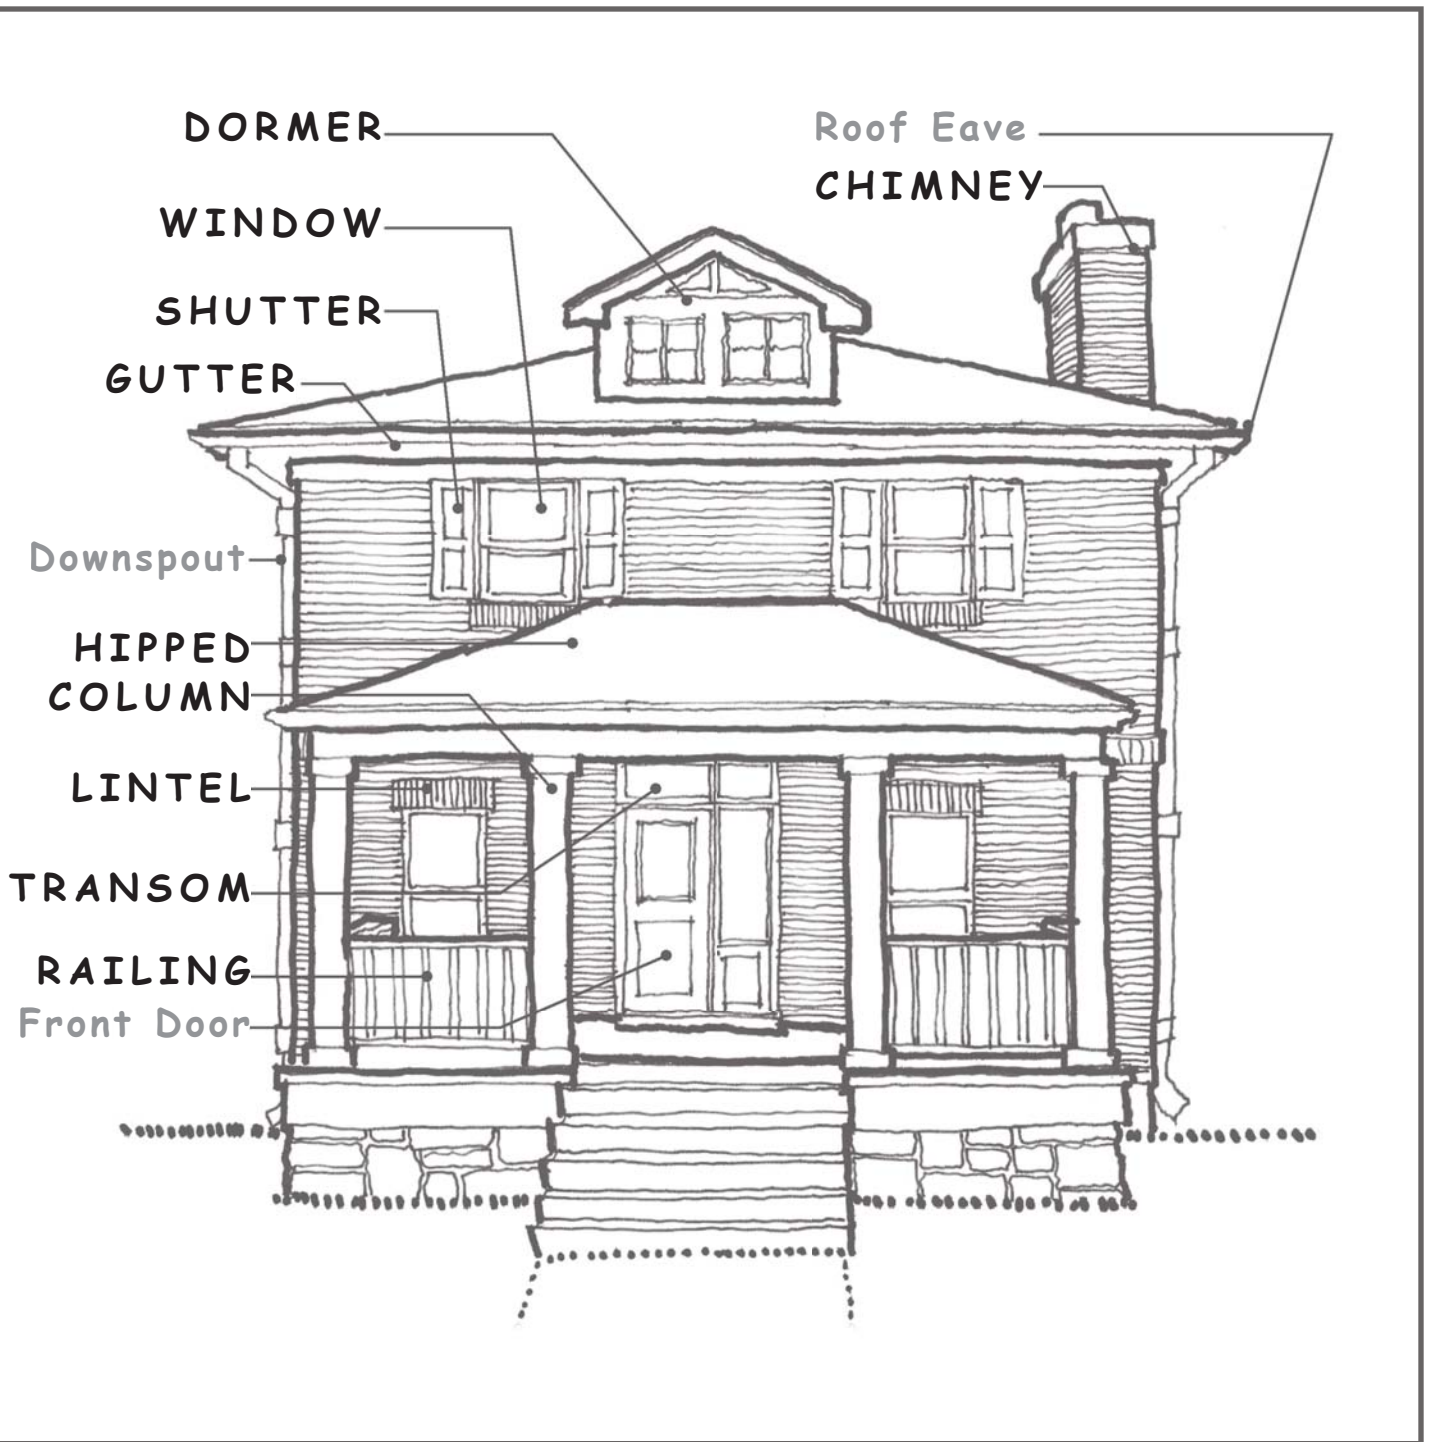 DORMER
Roof Eave
CHIMNEY
WINDOW
SHUTTER
GUTTER
Downspout
HIPPED
COLUMN
LINTEL
TRANSOM
RAILING
Front Door